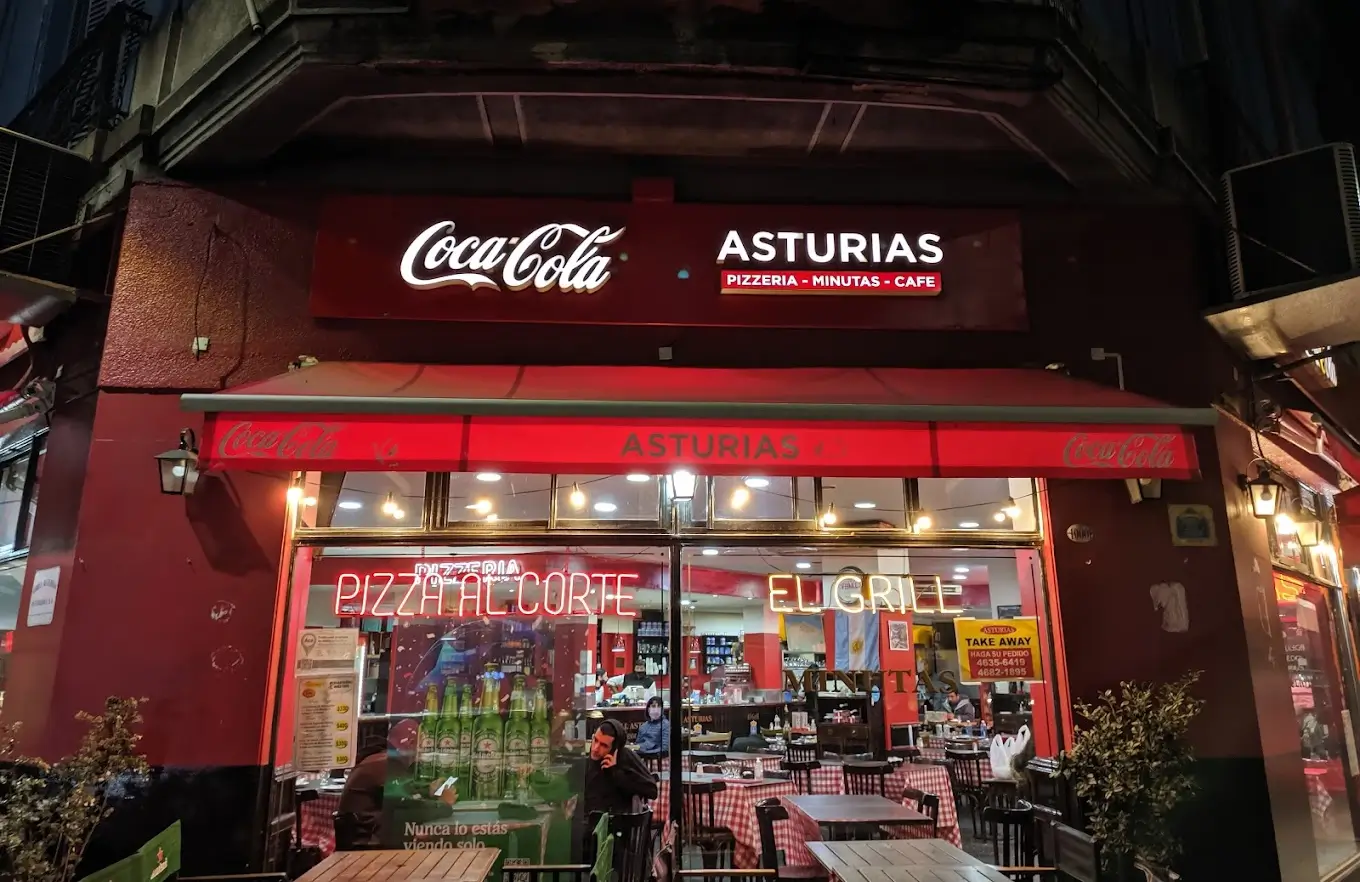 Coca-Cola
ASTURIAS
PIZZERIA - MINUTAS - CAFE
Coca-Cola
ASTURIAS
Coca-Cola
PIZZERIA
PIZZA AL CORTE
EL GRILL
ASTURIAS
TAKE AWAY
HAGA SU PEDIDO
4635-6419
4682-1895
MINUTAS
ASTURIAS
Nunca lo estás
viendo solo